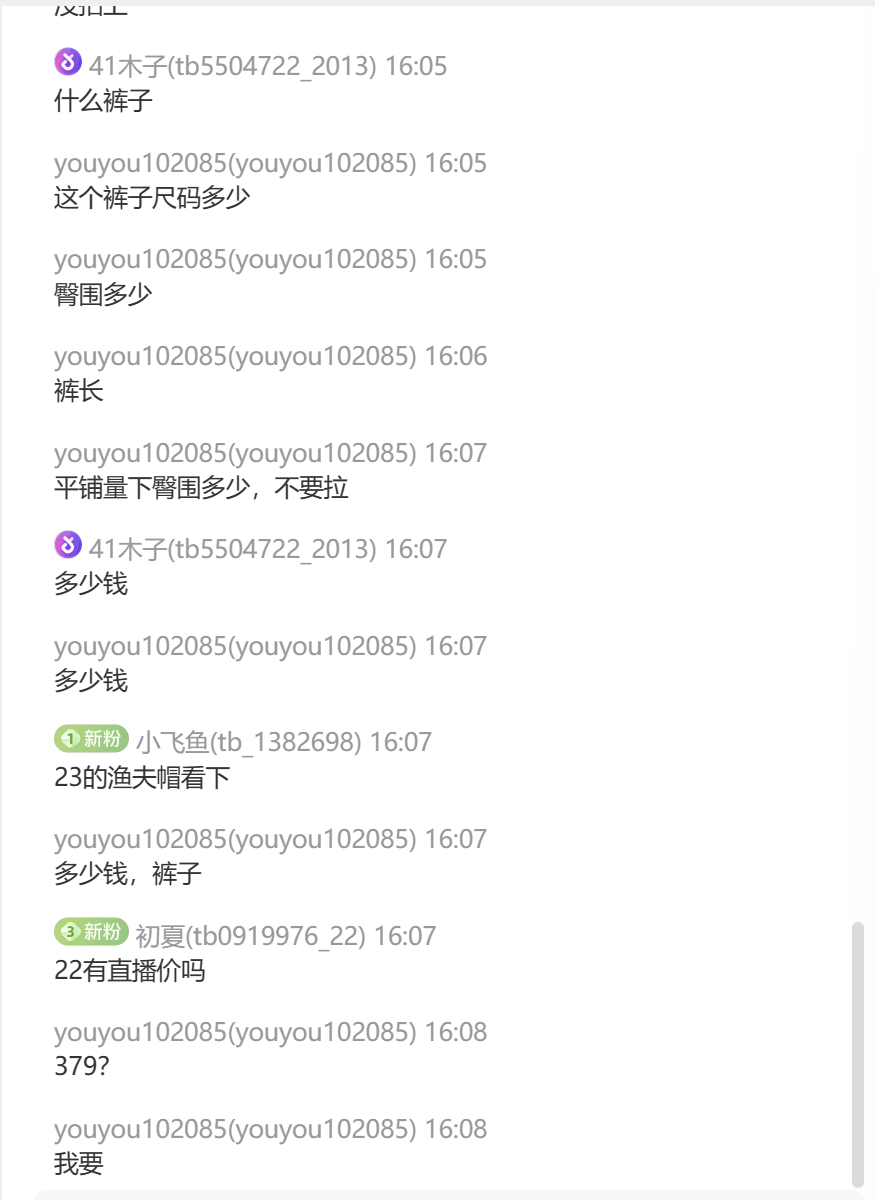 41木子(tb5504722_2013) 16:05
什么裤子
youyou102085(youyou102085) 16:05
这个裤子尺码多少
youyou102085(youyou102085) 16:05
臀围多少
youyou102085(youyou102085) 16:06
裤长
youyou102085(youyou102085) 16:07
平铺量下臀围多少，不要拉
41木子(tb5504722_2013) 16:07
多少钱
youyou102085(youyou102085) 16:07
多少钱
1 新粉 小飞鱼(tb_1382698) 16:07
23的渔夫帽看下
youyou102085(youyou102085) 16:07
多少钱，裤子
3 新粉 初夏(tb0919976_22) 16:07
22有直播价吗
youyou102085(youyou102085) 16:08
379?
youyou102085(youyou102085) 16:08
我要